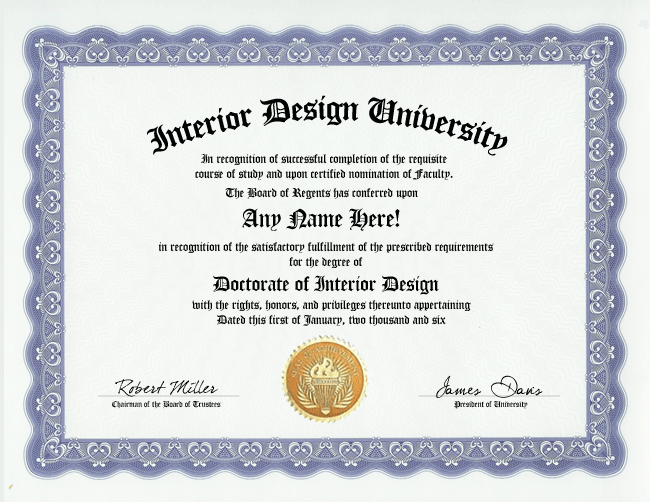 Interior Design University
In recognition of successful completion of the requisite
course of study and upon certified nomination of Faculty.
The Board of Regents has conferred upon
Any Name Here!
in recognition of the satisfactory fulfillment of the prescribed requirements
for the degree of
Doctorate of Interior Design
with the rights, honors, and privileges thereunto appertaining
Dated this first of January, two thousand and six
Robert Miller
Chairman of the Board of Trustees
James Davis
President of University